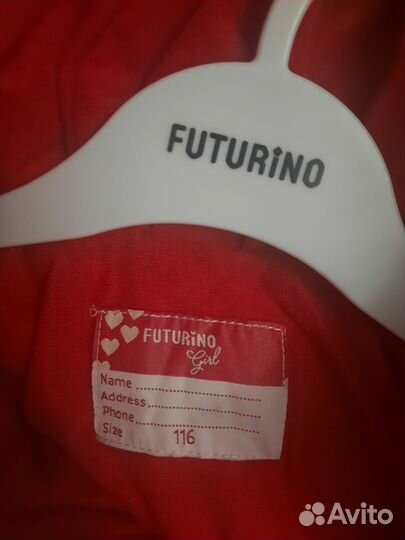 FUTURiNO
FUTURiNO
Girl
Name
Address
Phone
Size 116
Avito